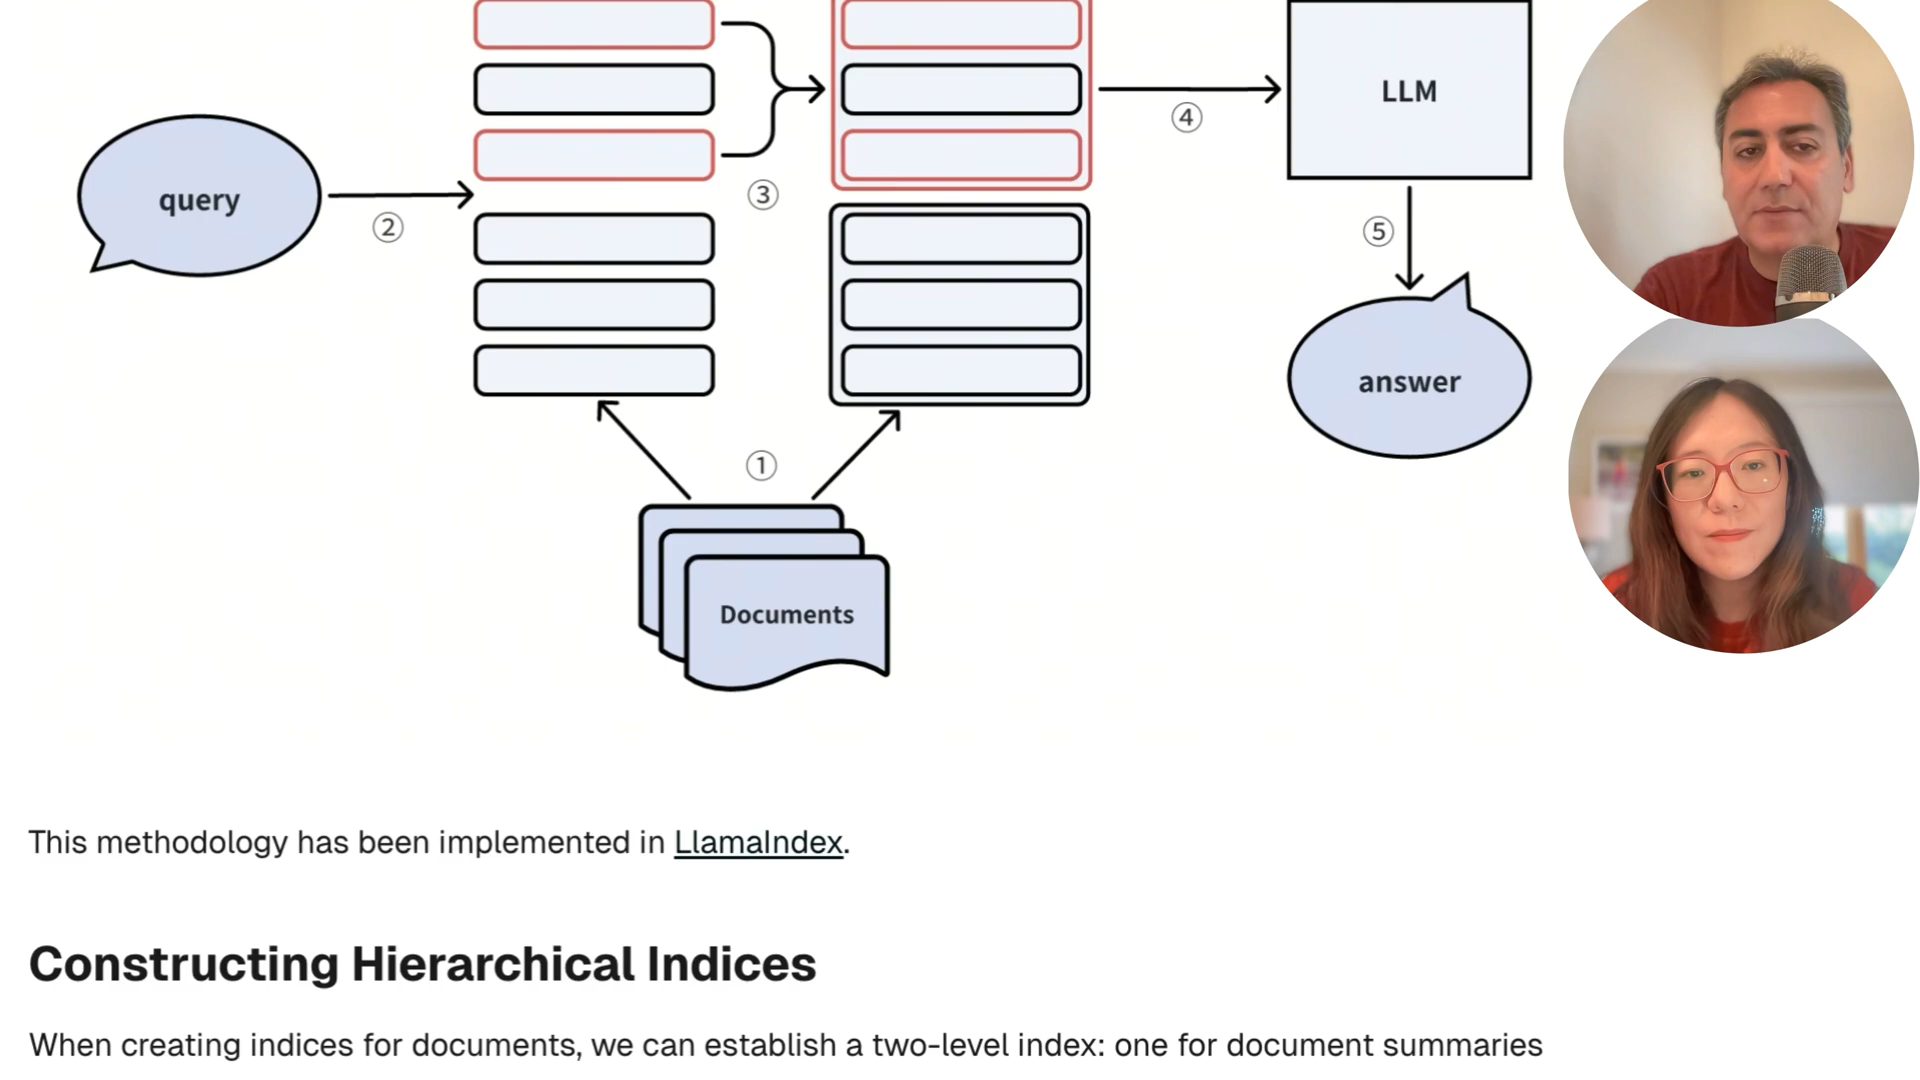 LLM
query
②
③
④
⑤
answer
①
Documents
This methodology has been implemented in LlamaIndex.
Constructing Hierarchical Indices
When creating indices for documents, we can establish a two-level index: one for document summaries